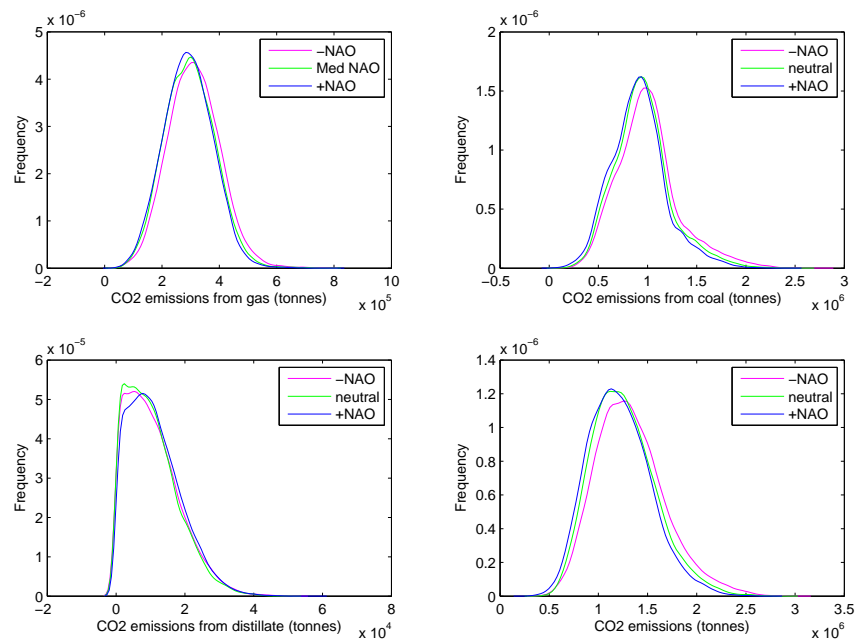 x 10^-6
5
4
3
2
1
0
−2 0 2 4 6 8 10
x 10^5
Frequency
CO2 emissions from gas (tonnes)
−NAO
Med NAO
+NAO
x 10^-6
2
1.5
1
0.5
0
−0.5 0 0.5 1 1.5 2 2.5 3
x 10^6
Frequency
CO2 emissions from coal (tonnes)
−NAO
neutral
+NAO
x 10^-5
6
5
4
3
2
1
0
−2 0 2 4 6 8
x 10^4
Frequency
CO2 emissions from distillate (tonnes)
−NAO
neutral
+NAO
x 10^-6
1.4
1.2
1
0.8
0.6
0.4
0.2
0
0 0.5 1 1.5 2 2.5 3 3.5
x 10^6
Frequency
CO2 emissions (tonnes)
−NAO
neutral
+NAO